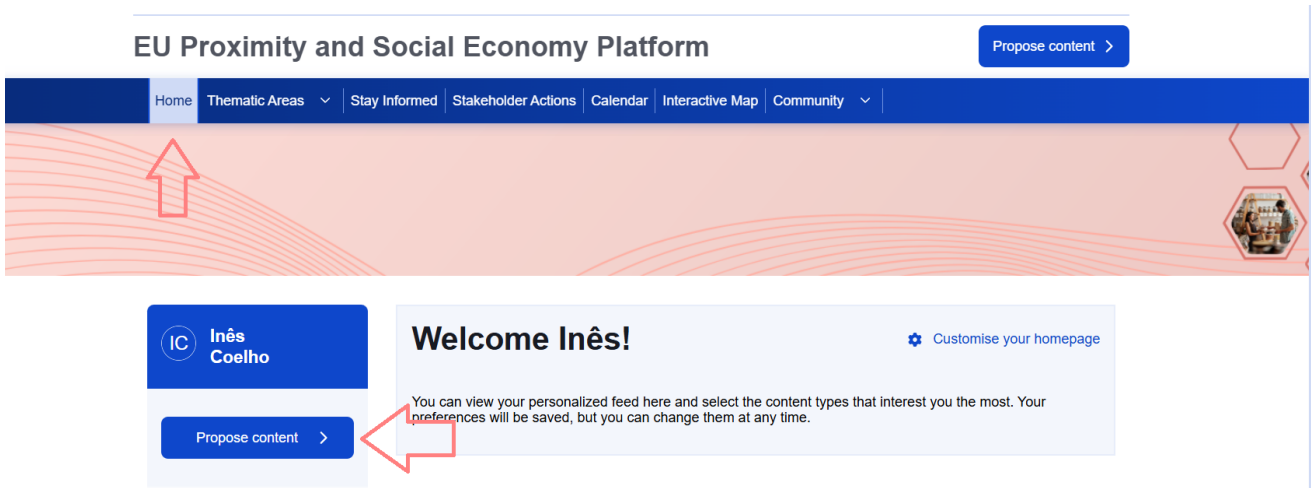 EU Proximity and Social Economy Platform
Propose content
Home Thematic Areas Stay Informed Stakeholder Actions Calendar Interactive Map Community
IC
Inês
Coelho
Propose content
Welcome Inês!
Customise your homepage
You can view your personalized feed here and select the content types that interest you the most. Your
preferences will be saved, but you can change them at any time.